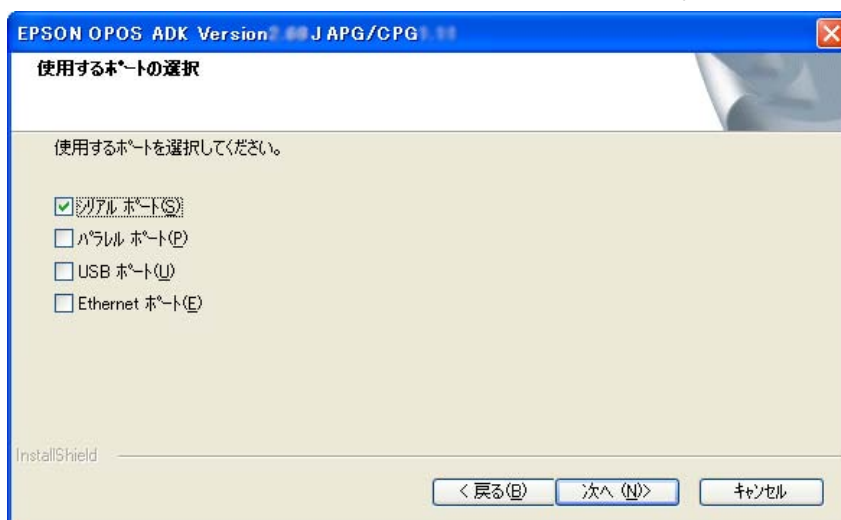 EPSON OPOS ADK Version J APG/CPG
使用するポートの選択
使用するポートを選択してください。
シリアル ポート(S)
パラレル ポート(P)
USB ポート(U)
Ethernet ポート(E)
InstallShield
< 戻る(B)
次へ (N)>
キャンセル